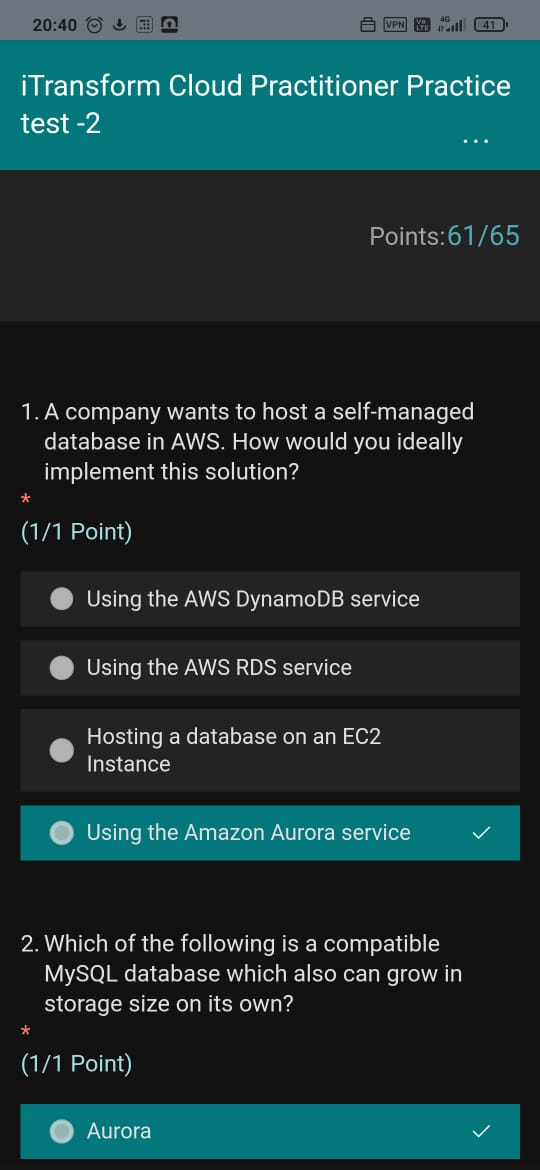 20:40 VPN Vo LTE 4G 41
iTransform Cloud Practitioner Practice
test -2
...
Points:61/65
1. A company wants to host a self-managed
database in AWS. How would you ideally
implement this solution?
*
(1/1 Point)
Using the AWS DynamoDB service
Using the AWS RDS service
Hosting a database on an EC2
Instance
Using the Amazon Aurora service
2. Which of the following is a compatible
MySQL database which also can grow in
storage size on its own?
*
(1/1 Point)
Aurora